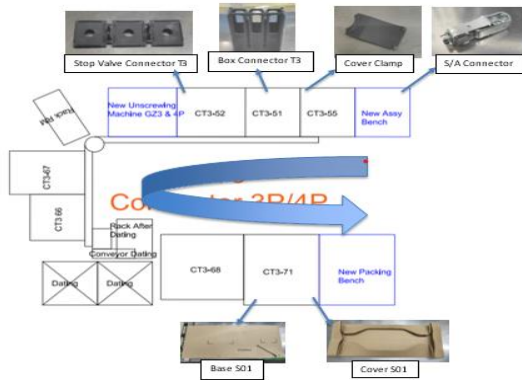 Stop Valve Connector T3
Box Connector T3
Cover Clamp
S/A Connector
New Unscrewing
Machine GZ3 & 4P
CT3-52
CT3-51
CT3-55
New Assy
Bench
Rack RM
CT3-67
CT3-66
3P/4P
Rack After
Dating
Conveyor Dating
Dating
Dating
CT3-68
CT3-71
New Packing
Bench
Base S01
Cover S01